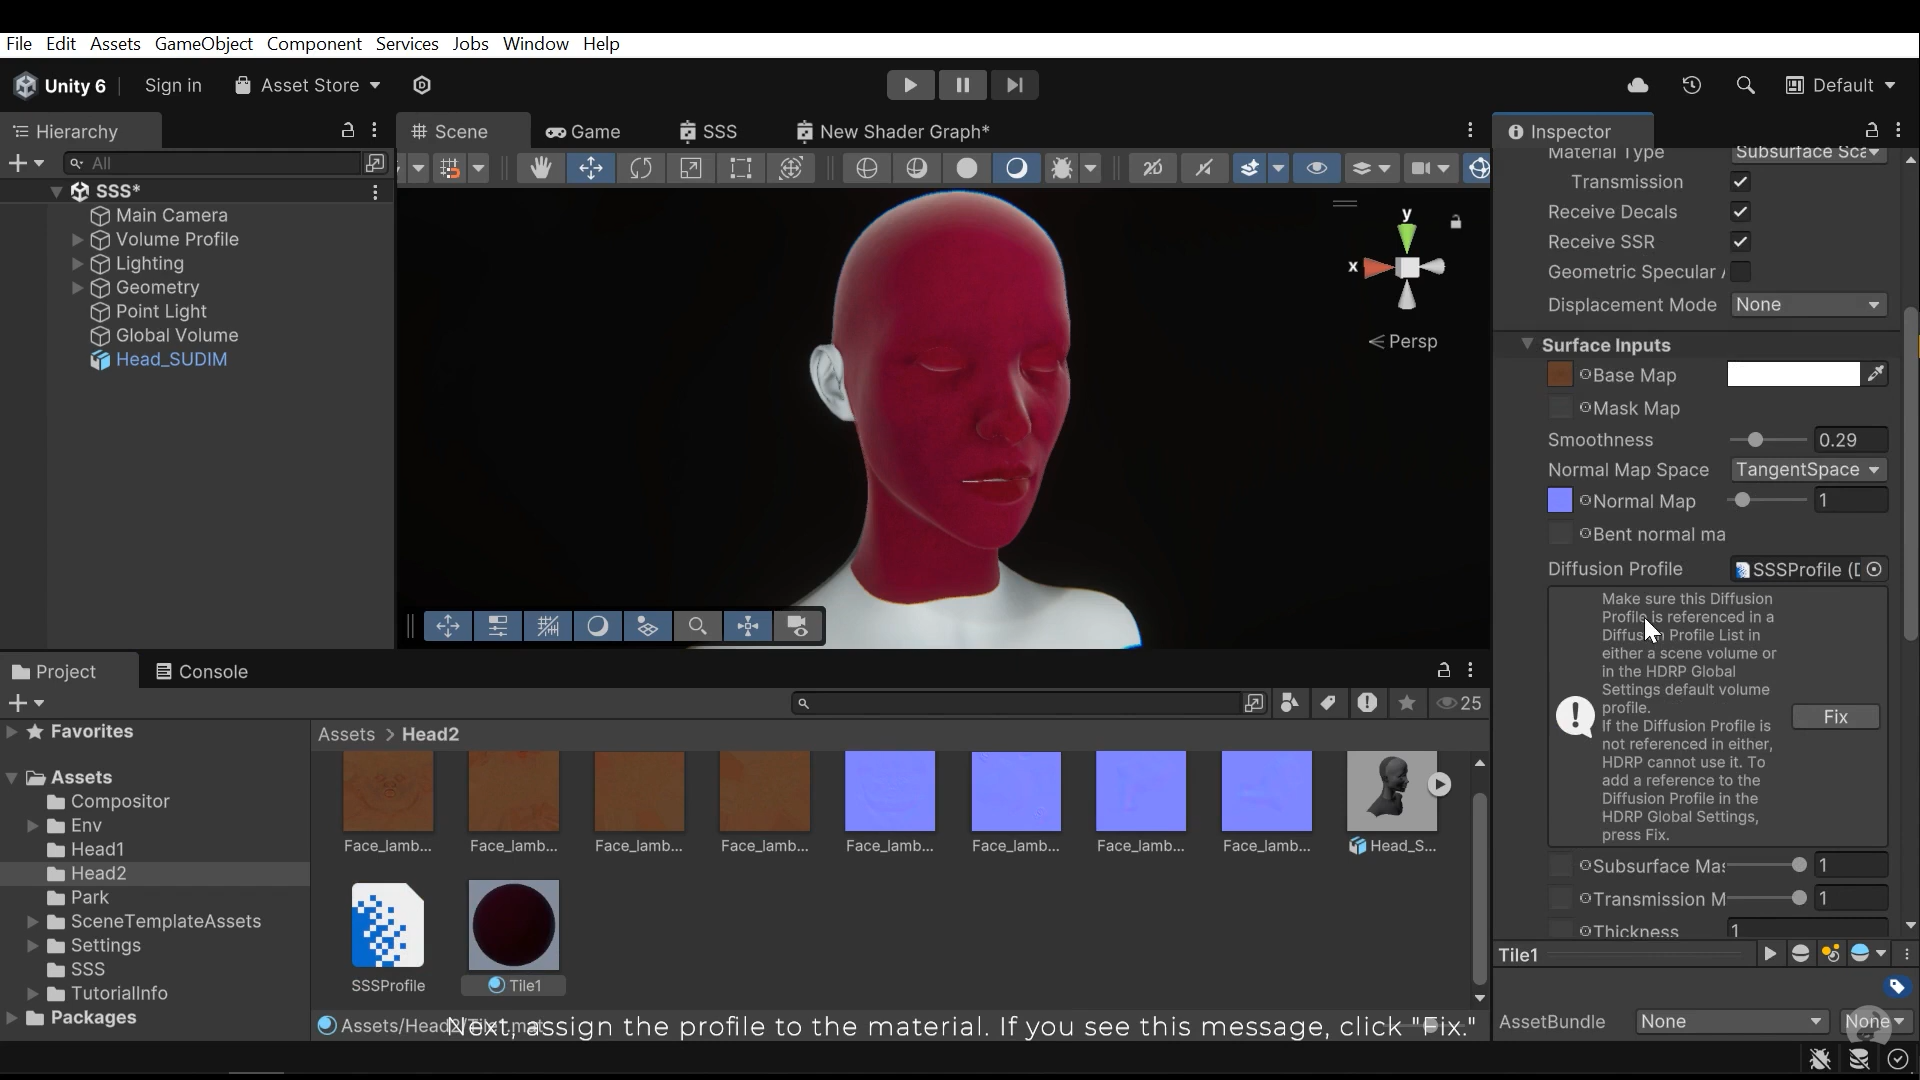 File Edit Assets GameObject Component Services Jobs Window Help
Unity 6 Sign in Asset Store Default
Hierarchy Scene Game SSS New Shader Graph* Inspector
All
SSS*
Main Camera
Volume Profile
Lighting
Geometry
Point Light
Global Volume
Head_SUDIM
y
x
Persp
Material Type Subsurface Sca
Transmission
Receive Decals
Receive SSR
Geometric Specular
Displacement Mode None
Surface Inputs
Base Map
Mask Map
Smoothness 0.29
Normal Map Space TangentSpace
Normal Map 1
Bent normal ma
Diffusion Profile SSSProfile (D
Make sure this Diffusion
Profile is referenced in a
Diffusion Profile List in
either a scene volume or
in the HDRP Global
Settings default volume
profile.
If the Diffusion Profile is
not referenced in either,
HDRP cannot use it. To
add a reference to the
Diffusion Profile in the
HDRP Global Settings,
press Fix.
Fix
Subsurface Mas 1
Transmission M 1
Thickness 1
Tile1
AssetBundle None None
Project Console
25
Favorites
Assets
Compositor
Env
Head1
Head2
Park
SceneTemplateAssets
Settings
SSS
TutorialInfo
Packages
Assets > Head2
Face_lamb... Face_lamb... Face_lamb... Face_lamb... Face_lamb... Face_lamb... Face_lamb... Face_lamb... Head_S...
SSSProfile Tile1
Assets/Head2/Tile1.mat
Next, assign the profile to the material. If you see this message, click "Fix."